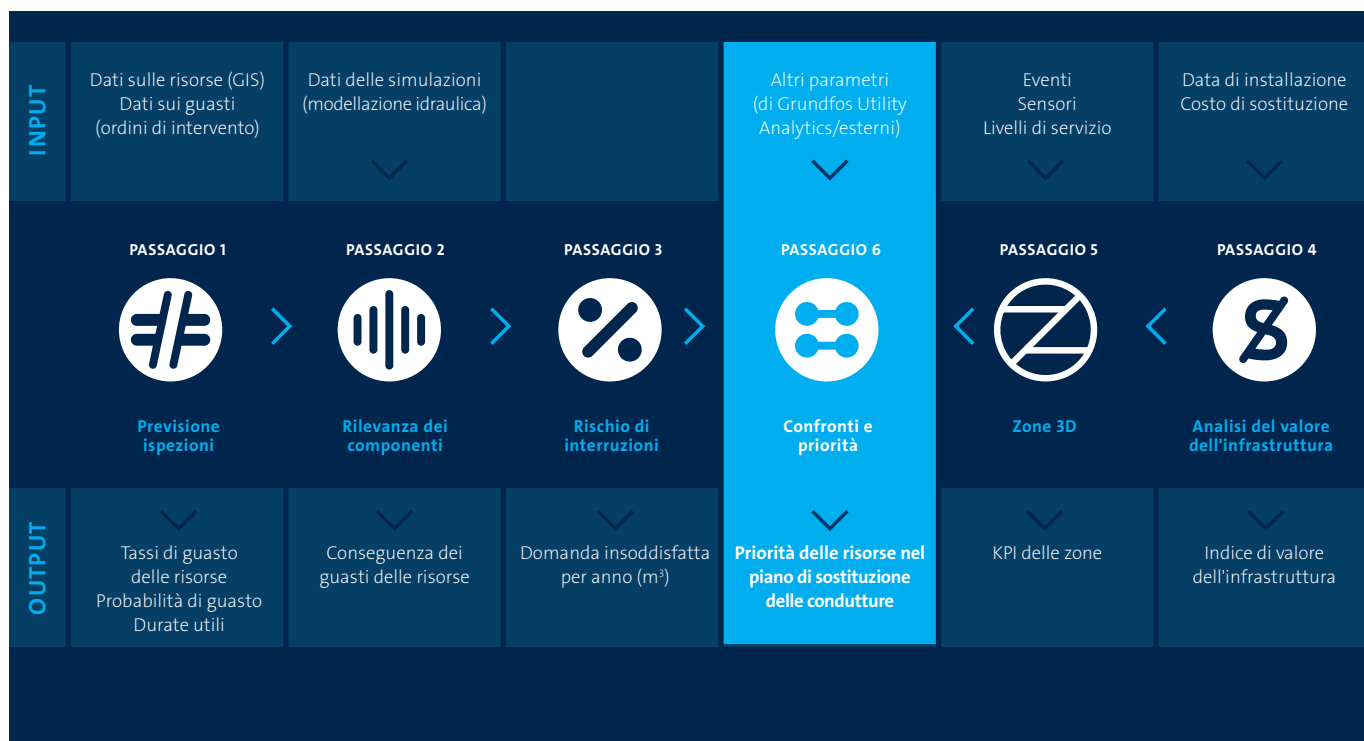 INPUT
Dati sulle risorse (GIS)
Dati sui guasti
(ordini di intervento)
Dati delle simulazioni
(modellazione idraulica)
Altri parametri
(di Grundfos Utility
Analytics/esterni)
Eventi
Sensori
Livelli di servizio
Data di installazione
Costo di sostituzione
PASSAGGIO 1
PASSAGGIO 2
PASSAGGIO 3
PASSAGGIO 6
PASSAGGIO 5
PASSAGGIO 4
Previsione
ispezioni
Rilevanza dei
componenti
Rischio di
interruzioni
Confronti e
priorità
Zone 3D
Analisi del valore
dell'infrastruttura
OUTPUT
Tassi di guasto
delle risorse
Probabilità di guasto
Durate utili
Conseguenza dei
guasti delle risorse
Domanda insoddisfatta
per anno (m³)
Priorità delle risorse nel
piano di sostituzione
delle condutture
KPI delle zone
Indice di valore
dell'infrastruttura